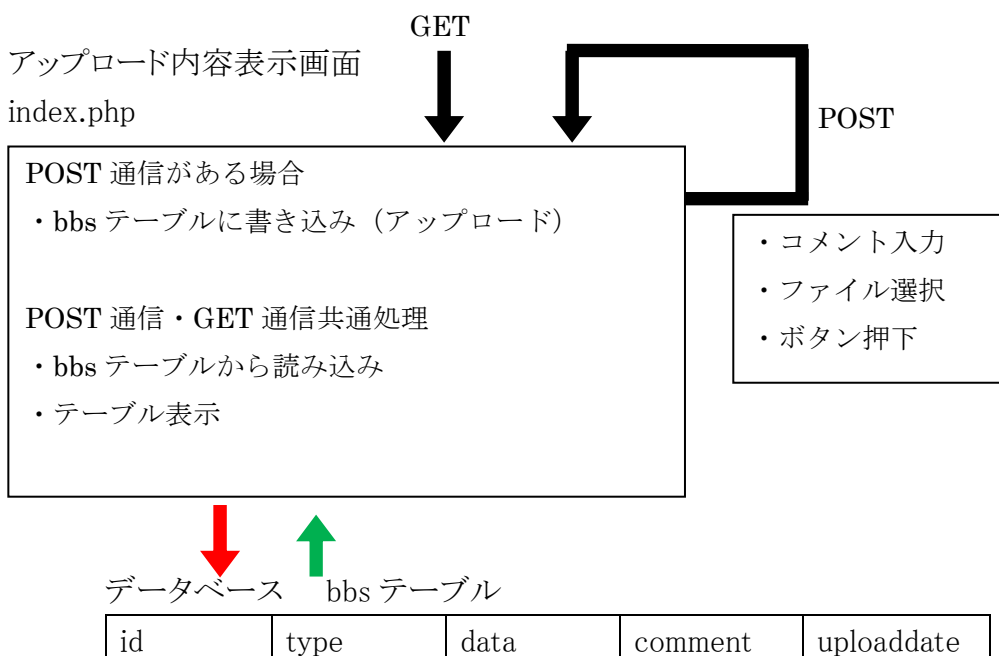 GET
アップロード内容表示画面
index.php
POST
POST 通信がある場合
・bbs テーブルに書き込み（アップロード）
POST 通信・GET 通信共通処理
・bbs テーブルから読み込み
・テーブル表示
・コメント入力
・ファイル選択
・ボタン押下
データベース bbs テーブル
id type data comment uploaddate